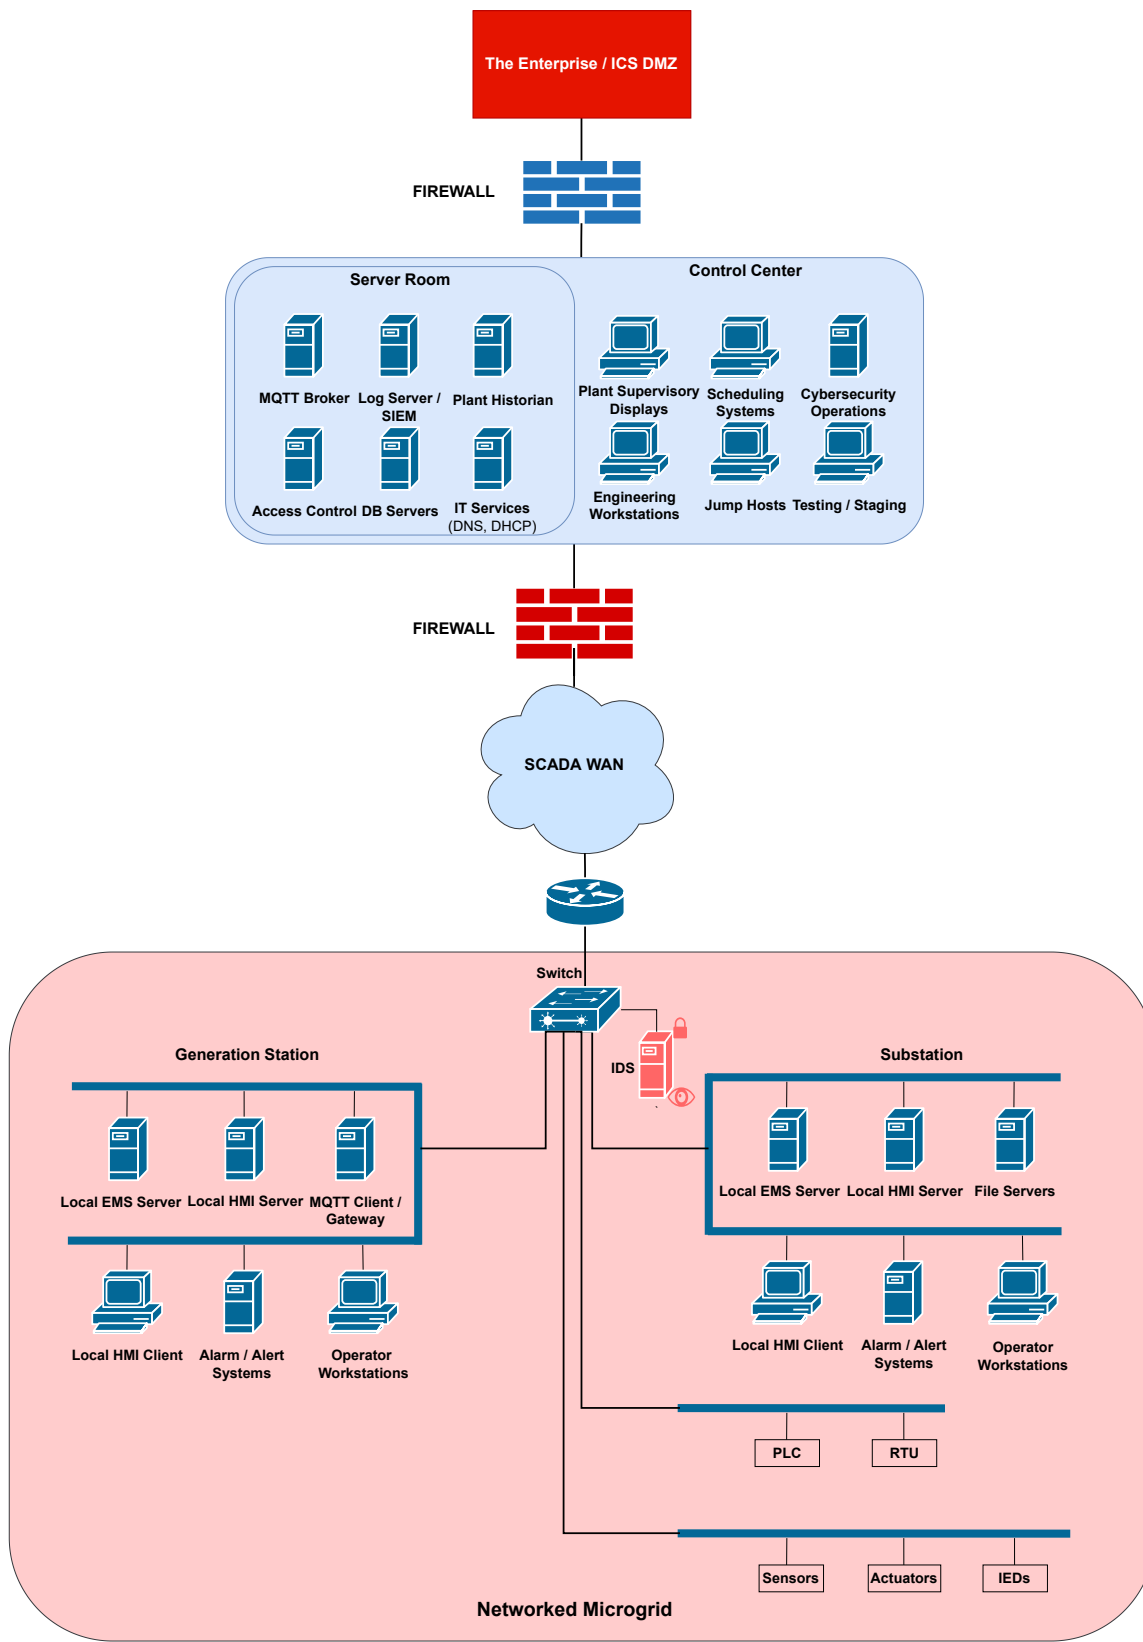 The Enterprise / ICS DMZ
FIREWALL
Server Room
Control Center
MQTT Broker
Log Server /
SIEM
Plant Historian
Plant Supervisory
Displays
Scheduling
Systems
Cybersecurity
Operations
Access Control
DB Servers
IT Services
(DNS, DHCP)
Engineering
Workstations
Jump Hosts
Testing / Staging
FIREWALL
SCADA WAN
Switch
IDS
Generation Station
Local EMS Server
Local HMI Server
MQTT Client /
Gateway
Local HMI Client
Alarm / Alert
Systems
Operator
Workstations
Substation
Local EMS Server
Local HMI Server
File Servers
Local HMI Client
Alarm / Alert
Systems
Operator
Workstations
PLC
RTU
Sensors
Actuators
IEDs
Networked Microgrid